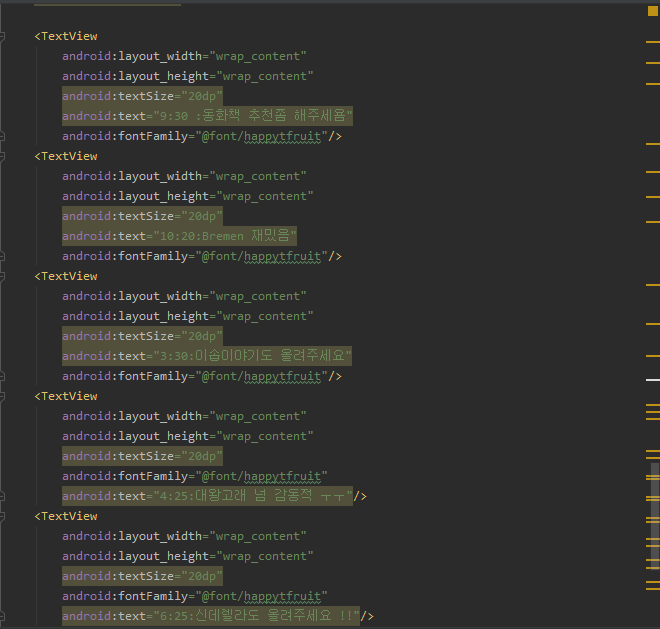 <TextView
android:layout_width="wrap_content"
android:layout_height="wrap_content"
android:textSize="20dp"
android:text="9:30 :동화책 추천좀 해주세욤"
android:fontFamily="@font/happytfruit"/>
<TextView
android:layout_width="wrap_content"
android:layout_height="wrap_content"
android:textSize="20dp"
android:text="10:20:Bremen 재밌음"
android:fontFamily="@font/happytfruit"/>
<TextView
android:layout_width="wrap_content"
android:layout_height="wrap_content"
android:textSize="20dp"
android:text="3:30:이솝이야기도 올려주세요"
android:fontFamily="@font/happytfruit"/>
<TextView
android:layout_width="wrap_content"
android:layout_height="wrap_content"
android:textSize="20dp"
android:fontFamily="@font/happytfruit"
android:text="4:25:대왕고래 넘 감동적 ㅜㅜ"/>
<TextView
android:layout_width="wrap_content"
android:layout_height="wrap_content"
android:textSize="20dp"
android:fontFamily="@font/happytfruit"
android:text="6:25:신데렐라도 올려주세요 !!"/>